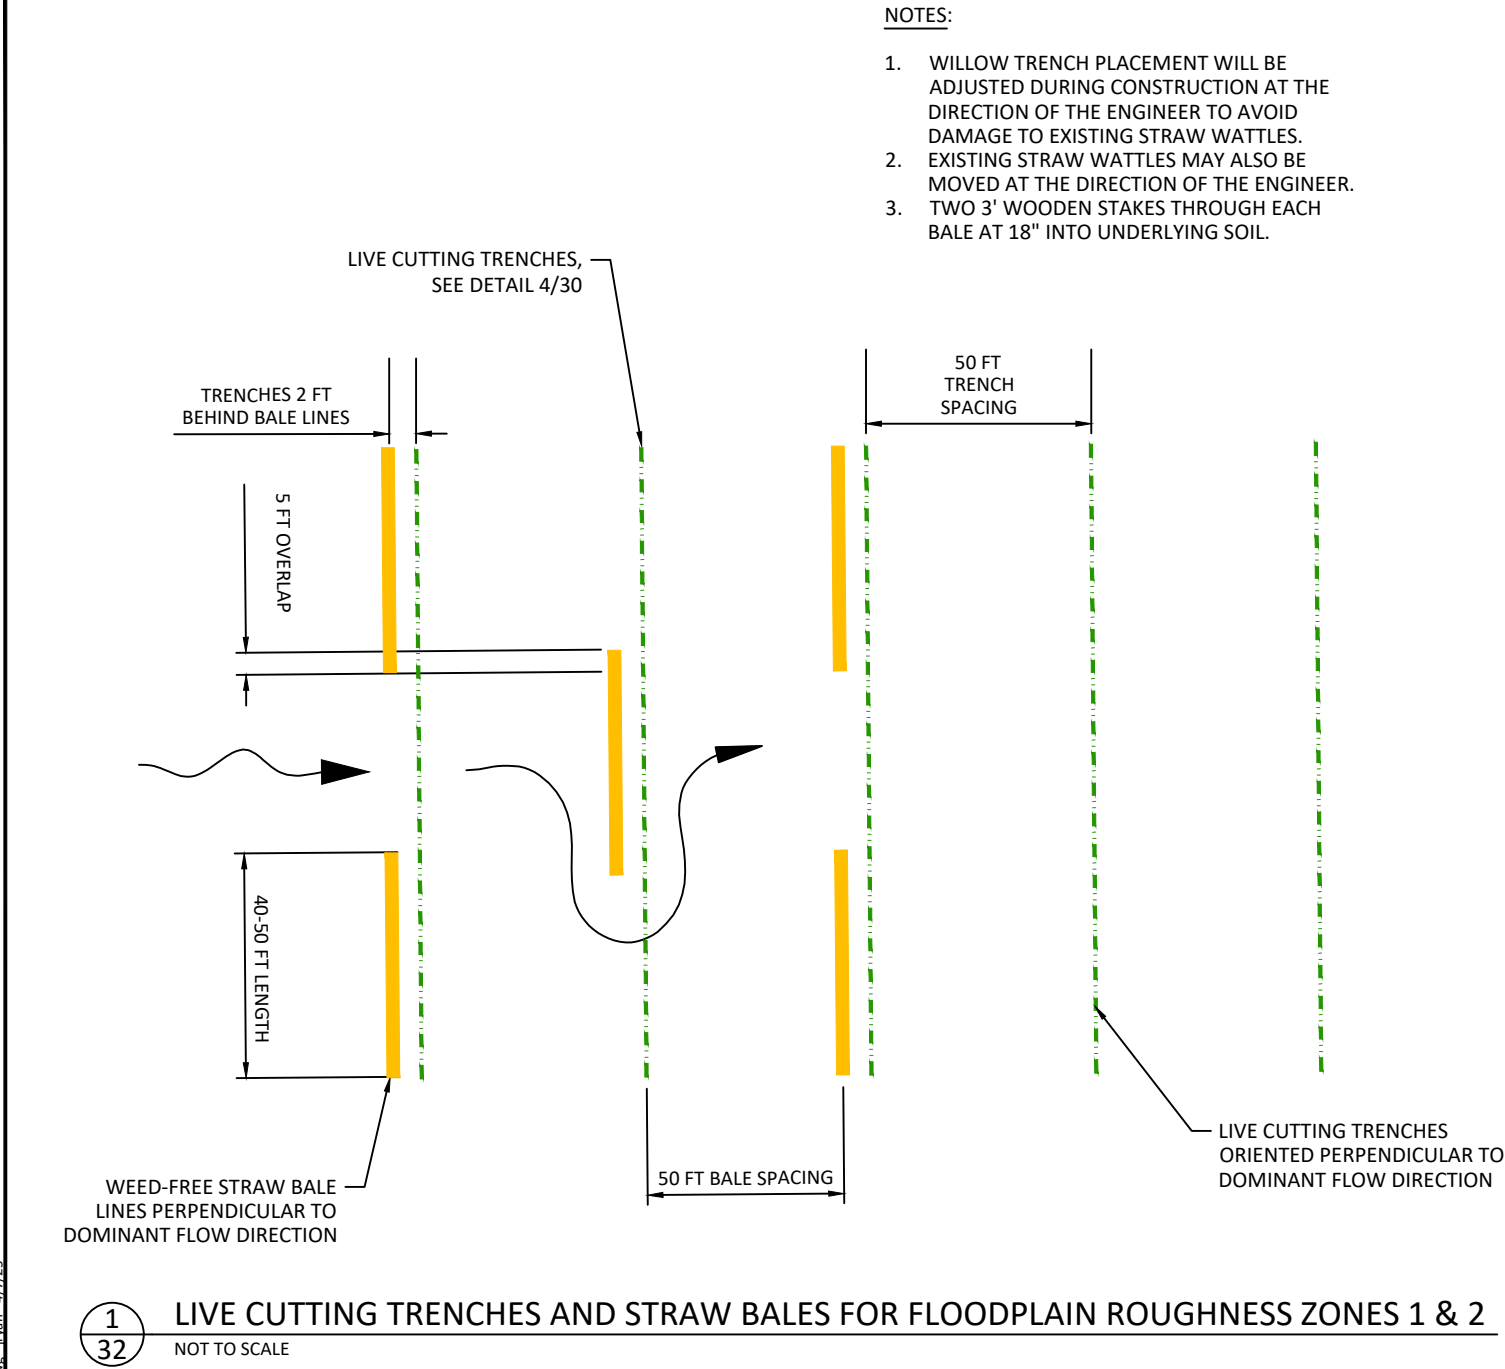 NOTES:
1. WILLOW TRENCH PLACEMENT WILL BE
ADJUSTED DURING CONSTRUCTION AT THE
DIRECTION OF THE ENGINEER TO AVOID
DAMAGE TO EXISTING STRAW WATTLES.
2. EXISTING STRAW WATTLES MAY ALSO BE
MOVED AT THE DIRECTION OF THE ENGINEER.
3. TWO 3' WOODEN STAKES THROUGH EACH
BALE AT 18" INTO UNDERLYING SOIL.
LIVE CUTTING TRENCHES,
SEE DETAIL 4/30
TRENCHES 2 FT
BEHIND BALE LINES
50 FT
TRENCH
SPACING
5 FT OVERLAP
40-50 FT LENGTH
WEED-FREE STRAW BALE
LINES PERPENDICULAR TO
DOMINANT FLOW DIRECTION
50 FT BALE SPACING
LIVE CUTTING TRENCHES
ORIENTED PERPENDICULAR TO
DOMINANT FLOW DIRECTION
1
32
LIVE CUTTING TRENCHES AND STRAW BALES FOR FLOODPLAIN ROUGHNESS ZONES 1 & 2
NOT TO SCALE